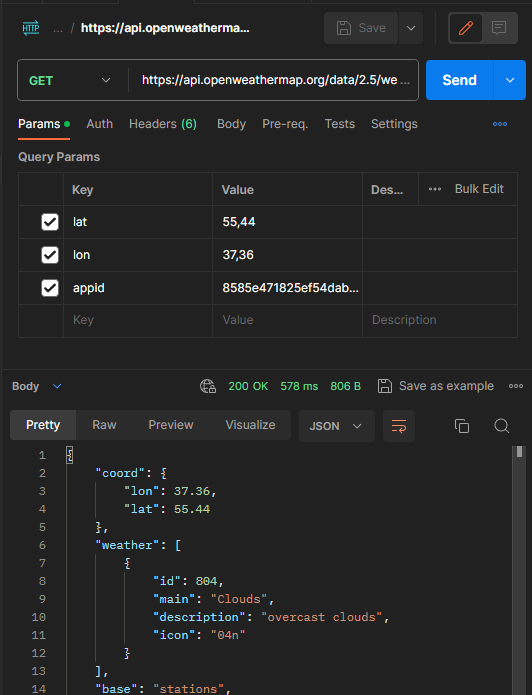 HTTP ... / https://api.openweatherma... Save
GET https://api.openweathermap.org/data/2.5/we ... Send
Params Auth Headers (6) Body Pre-req. Tests Settings
Query Params
Key Value Des... Bulk Edit
lat 55,44
lon 37,36
appid 8585e471825ef54dab...
Key Value Description
Body 200 OK 578 ms 806 B Save as example
Pretty Raw Preview Visualize JSON
1 {
2 "coord": {
3 "lon": 37.36,
4 "lat": 55.44
5 },
6 "weather": [
7 {
8 "id": 804,
9 "main": "Clouds",
10 "description": "overcast clouds",
11 "icon": "04n"
12 }
13 ],
14 "base": "stations",